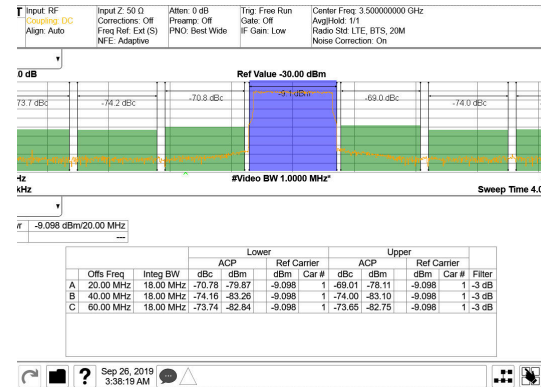 T Input: RF Input Z: 50 Ω Atten: 0 dB Trig: Free Run Center Freq: 3.500000000 GHz
Coupling: DC Corrections: Off Preamp: Off Gate: Off Avg|Hold: 1/1
Align: Auto Freq Ref: Ext (S) PNO: Best Wide IF Gain: Low Radio Std: LTE, BTS, 20M
NFE: Adaptive Noise Correction: On
.0 dB Ref Value -30.00 dBm
73.7 dBc -74.2 dBc -70.8 dBc -9.1 dBm -69.0 dBc -74.0 dBc
Hz #Video BW 1.0000 MHz*
kHz Sweep Time 4.0
wr -9.098 dBm/20.00 MHz
---
Lower Upper
ACP Ref Carrier ACP Ref Carrier
Offs Freq Integ BW dBc dBm dBm Car # dBc dBm dBm Car # Filter
A 20.00 MHz 18.00 MHz -70.78 -79.87 -9.098 1 -69.01 -78.11 -9.098 1 -3 dB
B 40.00 MHz 18.00 MHz -74.16 -83.26 -9.098 1 -74.00 -83.10 -9.098 1 -3 dB
C 60.00 MHz 18.00 MHz -73.74 -82.84 -9.098 1 -73.65 -82.75 -9.098 1 -3 dB
? Sep 26, 2019
3:38:19 AM